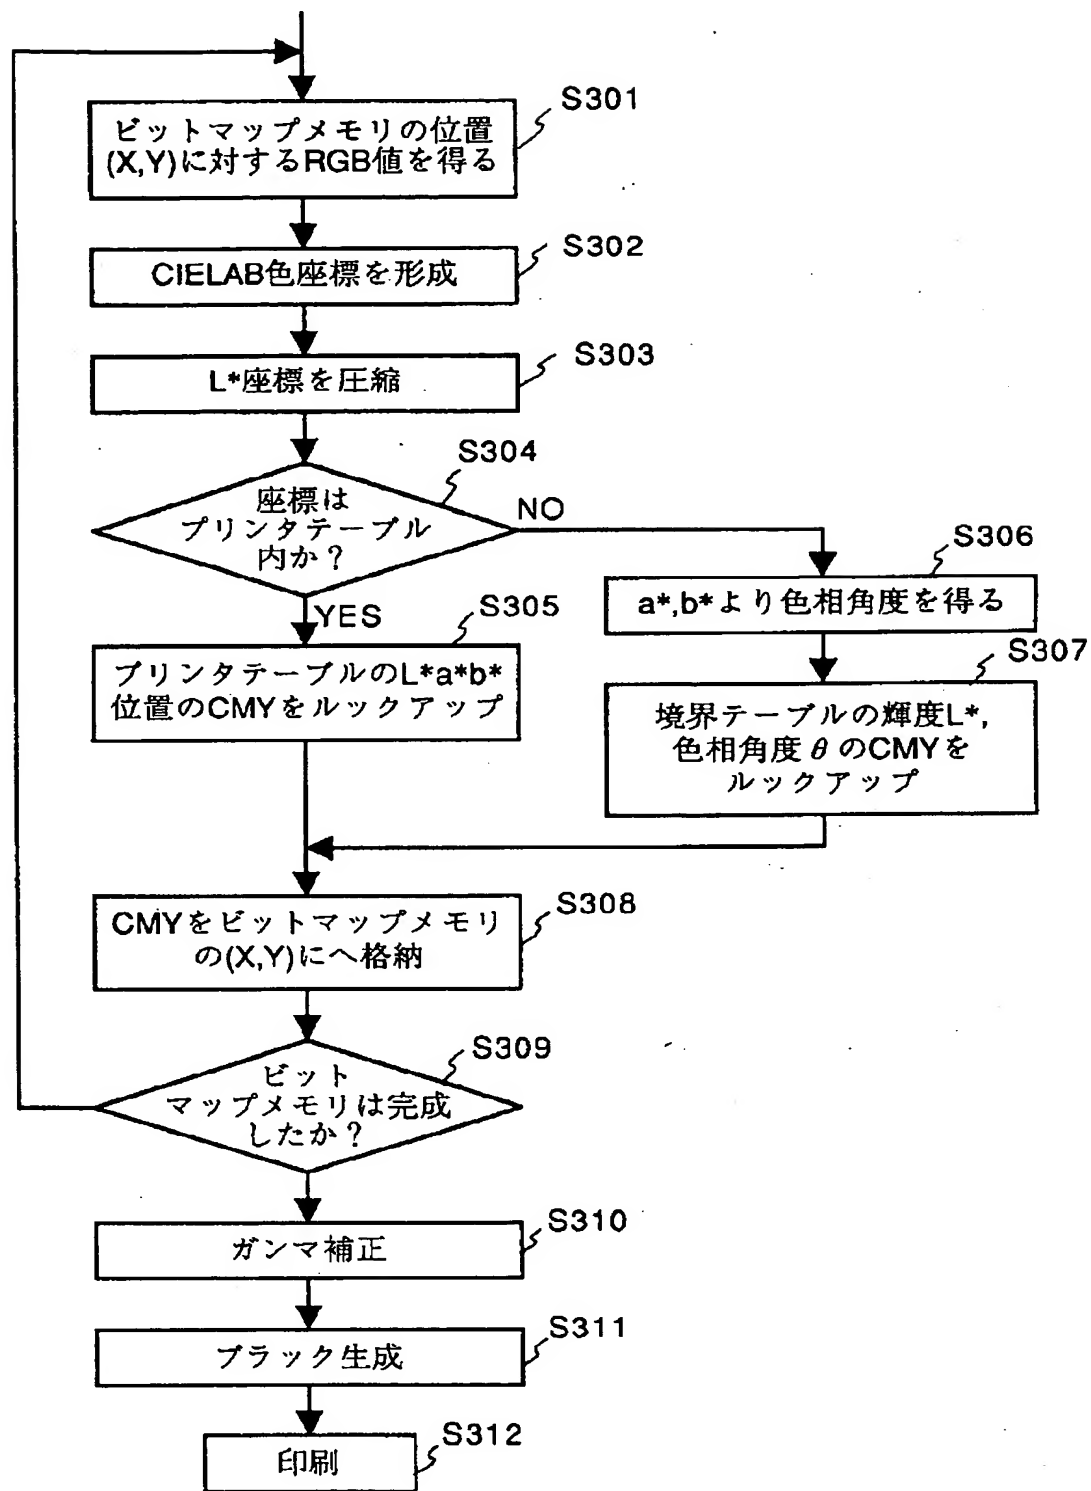 S301
ビットマップメモリの位置
(X,Y)に対するRGB値を得る
S302
CIELAB色座標を形成
S303
L*座標を圧縮
S304
座標は
プリンタテーブル
内か?
NO
YES
S305
プリンタテーブルのL*a*b*
位置のCMYをルックアップ
S306
a*,b*より色相角度を得る
S307
境界テーブルの輝度L*,
色相角度θのCMYを
ルックアップ
S308
CMYをビットマップメモリ
の(X,Y)にへ格納
S309
ビット
マップメモリは完成
したか?
S310
ガンマ補正
S311
ブラック生成
S312
印刷